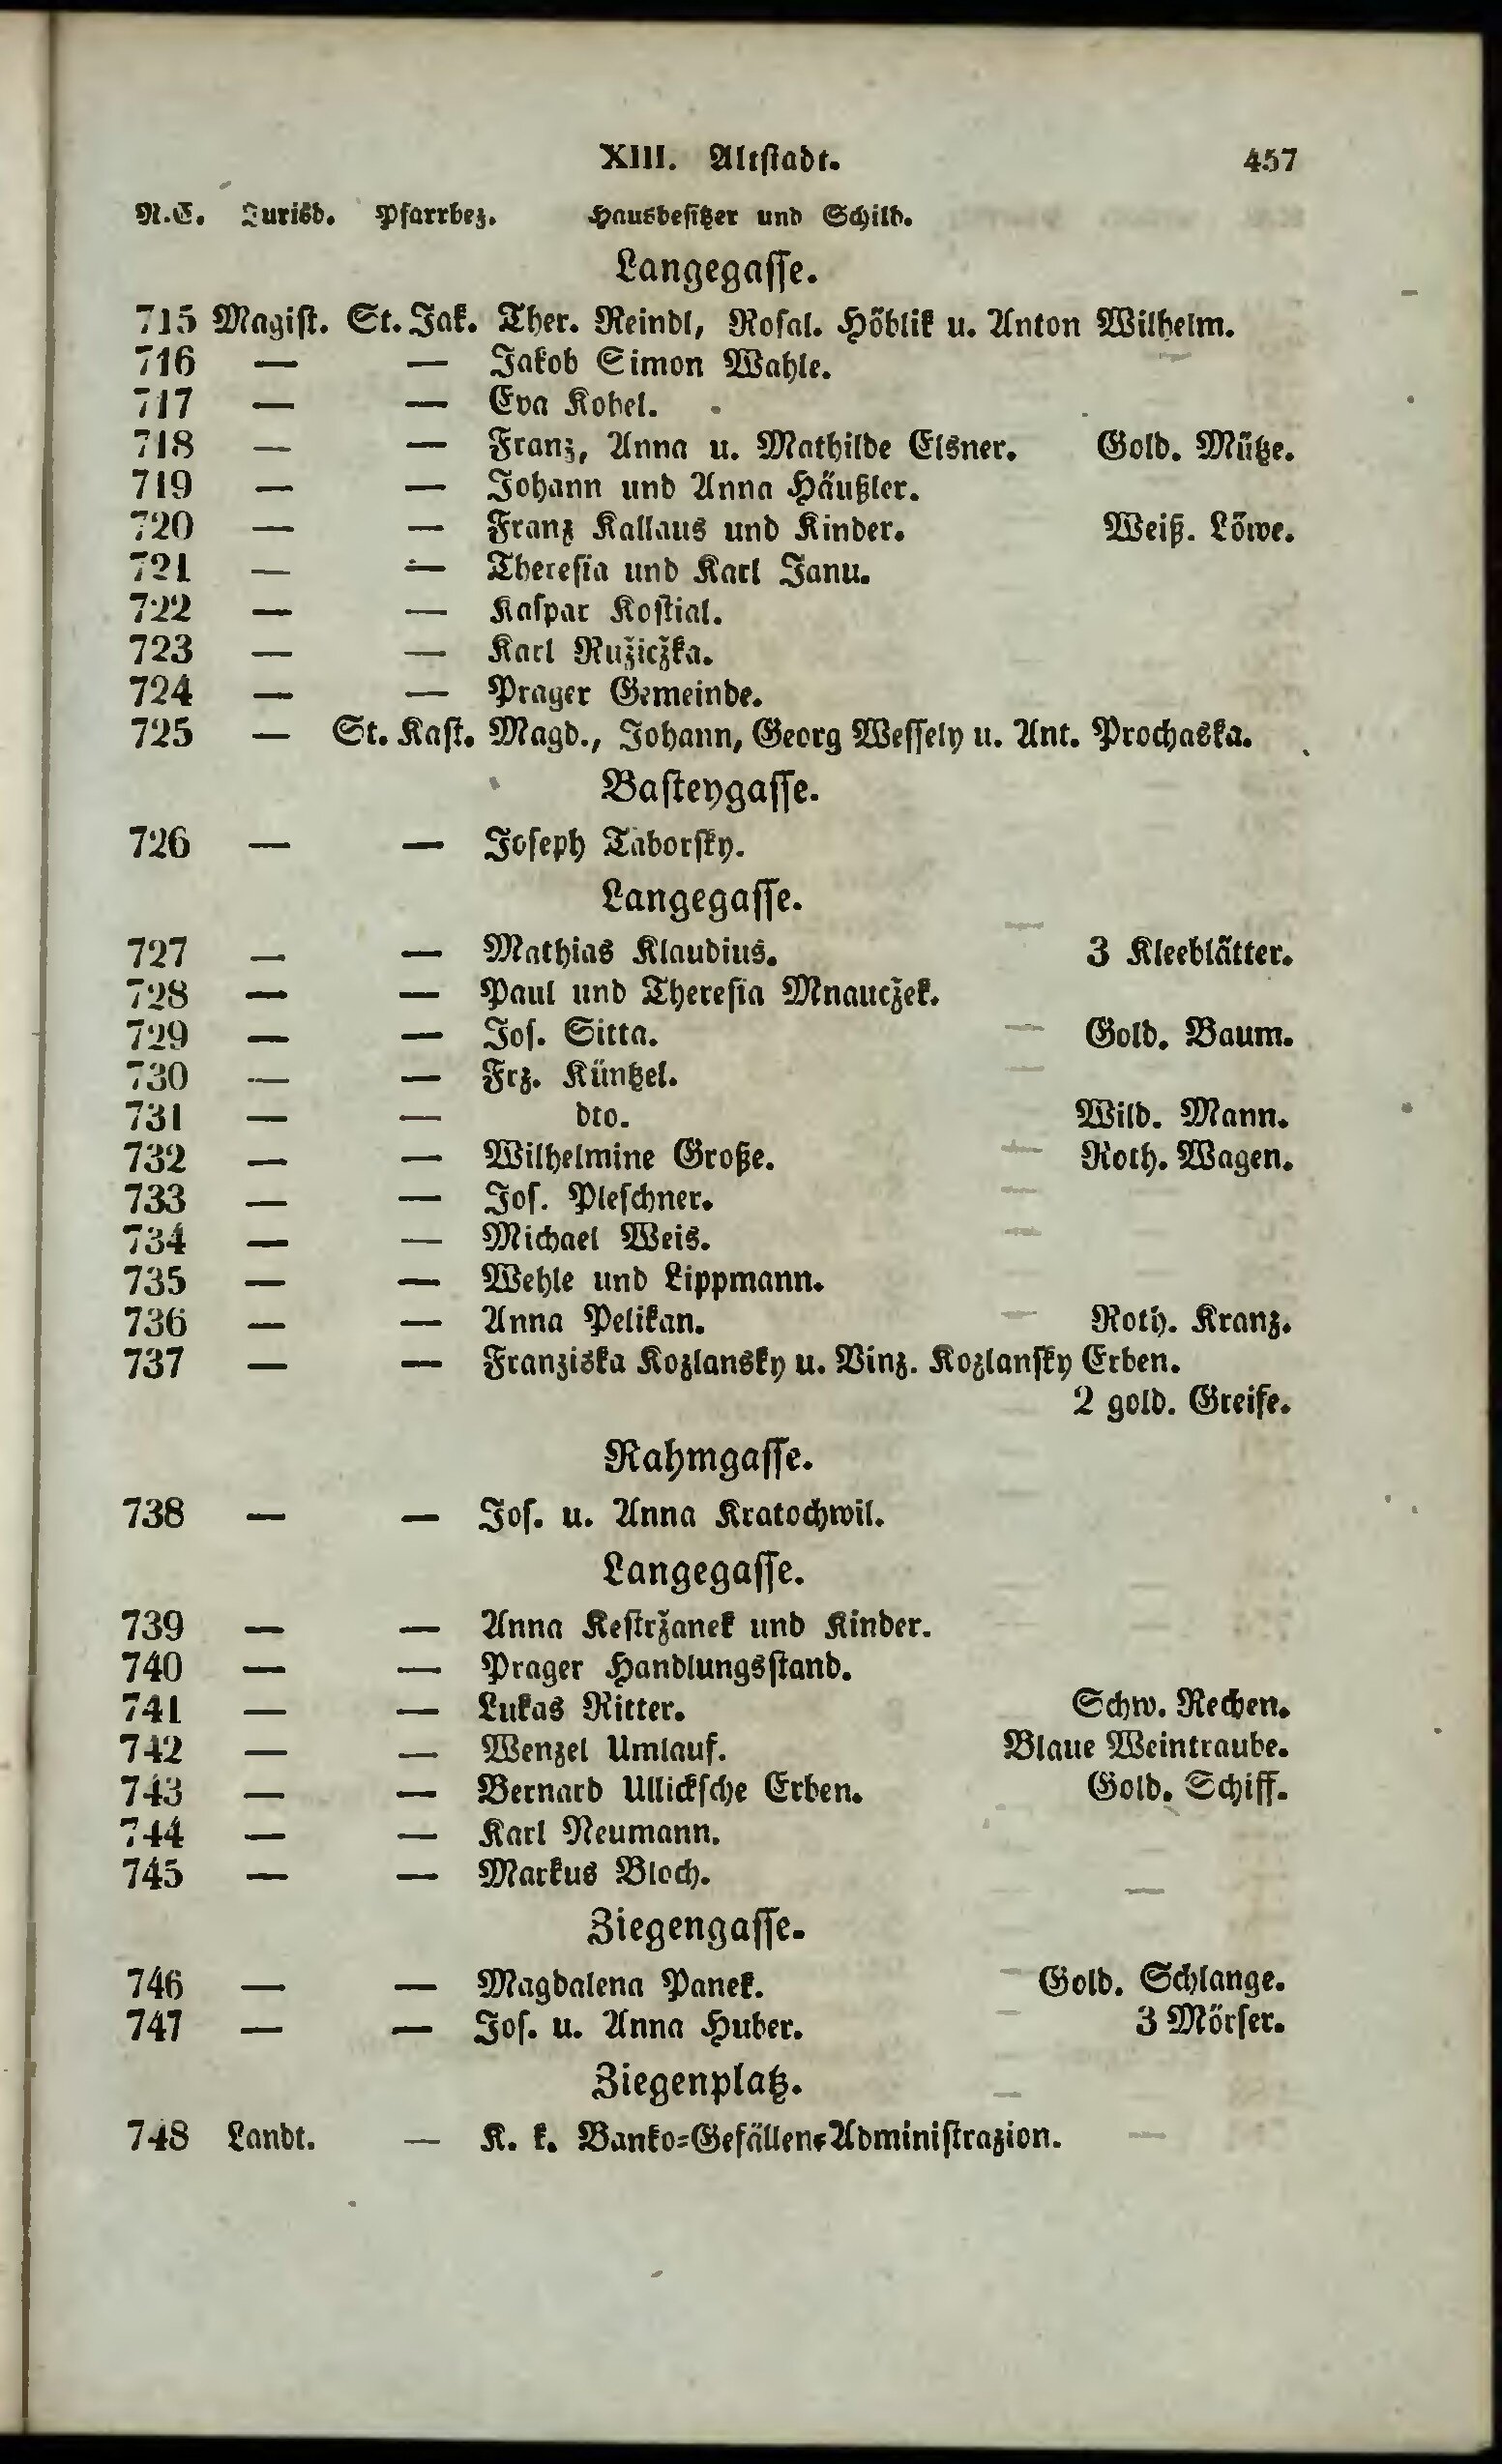 XIII. Altstadt. 457
N.C. Jurisd. Pfarrbez. Hausbesitzer und Schild.
Langegasse.
715 Magist. St. Jak. Ther. Reindl, Rosal. Höblik u. Anton Wilhelm.
716 — — Jakob Simon Wahle.
717 — — Eva Kobel.
718 — — Franz, Anna u. Mathilde Elsner. Gold. Mütze.
719 — — Johann und Anna Häußler.
720 — — Franz Kallaus und Kinder. Weiß. Löwe.
721 — — Theresia und Karl Janu.
722 — — Kaspar Kostial.
723 — — Karl Ružicžka.
724 — — Prager Gemeinde.
725 — St. Kast. Magd., Johann, Georg Wessely u. Ant. Prochaska.
Basteygasse.
726 — — Joseph Taborsky.
Langegasse.
727 — — Mathias Klaudius. 3 Kleeblätter.
728 — — Paul und Theresia Mnaucžek.
729 — — Jos. Sitta. Gold. Baum.
730 — — Frz. Küntzel.
731 — — dto. Wild. Mann.
732 — — Wilhelmine Große. Roth. Wagen.
733 — — Jos. Pleschner.
734 — — Michael Weis.
735 — — Wehle und Lippmann.
736 — — Anna Pelikan. Roth. Kranz.
737 — — Franziska Kozlansky u. Vinz. Kozlansky Erben.
2 gold. Greife.
Rahmgasse.
738 — — Jos. u. Anna Kratochwil.
Langegasse.
739 — — Anna Kestržanek und Kinder.
740 — — Prager Handlungsstand.
741 — — Lukas Ritter. Schw. Rechen.
742 — — Wenzel Umlauf. Blaue Weintraube.
743 — — Bernard Ullicksche Erben. Gold. Schiff.
744 — — Karl Neumann.
745 — — Markus Bloch.
Ziegengasse.
746 — — Magdalena Panek. Gold. Schlange.
747 — — Jos. u. Anna Huber. 3 Mörser.
Ziegenplatz.
748 Landt. — K. k. Banko-Gefällen-Administrazion.